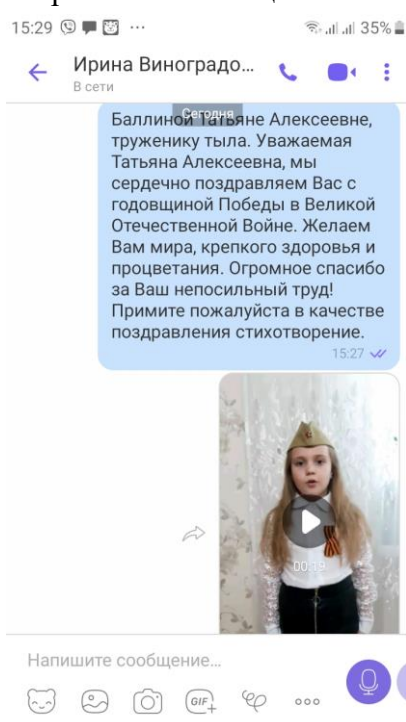 15:29 35%
Ирина Виноградо...
В сети
Сегодня
Баллиной Татьяне Алексеевне,
труженику тыла. Уважаемая
Татьяна Алексеевна, мы
сердечно поздравляем Вас с
годовщиной Победы в Великой
Отечественной Войне. Желаем
Вам мира, крепкого здоровья и
процветания. Огромное спасибо
за Ваш непосильный труд!
Примите пожалуйста в качестве
поздравления стихотворение.
15:27
00:19
Напишите сообщение...
GIF